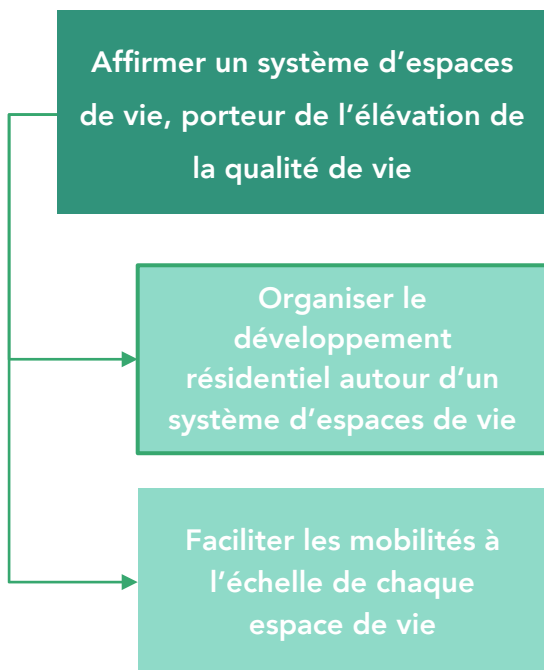 Affirmer un système d’espaces
de vie, porteur de l’élévation de
la qualité de vie
Organiser le
développement
résidentiel autour d’un
système d’espaces de vie
Faciliter les mobilités à
l’échelle de chaque
espace de vie